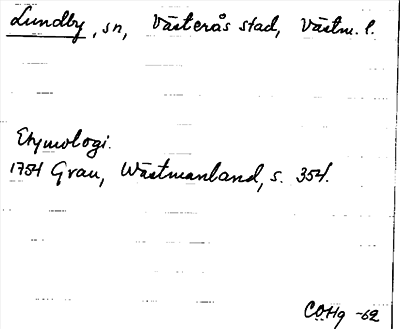 Lundby, sn, Västerås stad, Västm. l.
Etymologi.
1754 Grau, Wästmanland, s. 354.
COHg -62